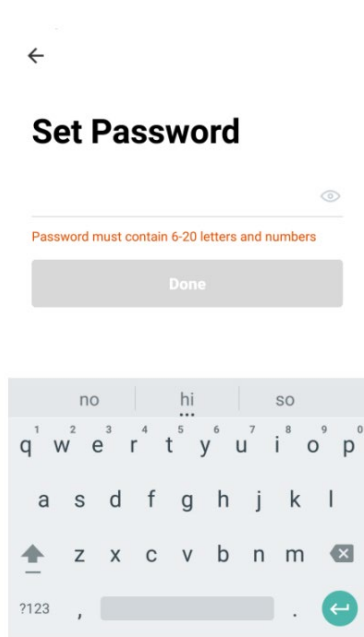 Set Password
Password must contain 6-20 letters and numbers
Done
no hi so
1 2 3 4 5 6 7 8 9 0
q w e r t y u i o p
a s d f g h j k l
z x c v b n m
?123 , .